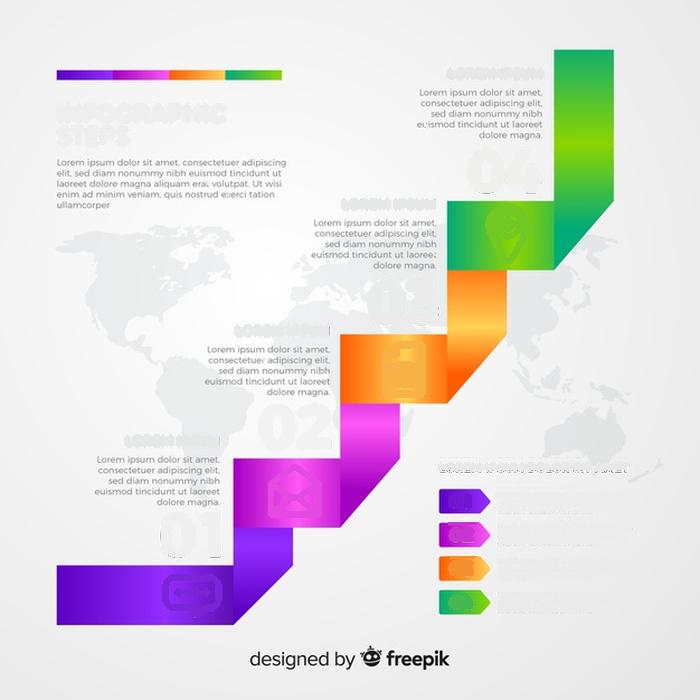 INFOGRAPHIC
STEPS
Lorem ipsum dolor sit amet, consectetuer adipiscing
elit, sed diam nonummy nibh euismod tincidunt ut
laoreet dolore magna aliquam erat volutpat. Ut wisi
enim ad minim veniam, quis nostrud exerci tation
ullamcorper
LOREM IPSUM
Lorem ipsum dolor sit amet,
consectetuer adipiscing elit,
sed diam nonummy nibh
euismod tincidunt ut laoreet
dolore magna.
04
LOREM IPSUM
Lorem ipsum dolor sit amet,
consectetuer adipiscing elit,
sed diam nonummy nibh
euismod tincidunt ut laoreet
dolore magna.
03
LOREM IPSUM
Lorem ipsum dolor sit amet,
consectetuer adipiscing elit,
sed diam nonummy nibh
euismod tincidunt ut laoreet
dolore magna.
02
LOREM IPSUM
Lorem ipsum dolor sit amet,
consectetuer adipiscing elit,
sed diam nonummy nibh
euismod tincidunt ut laoreet
dolore magna.
01
designed by freepik